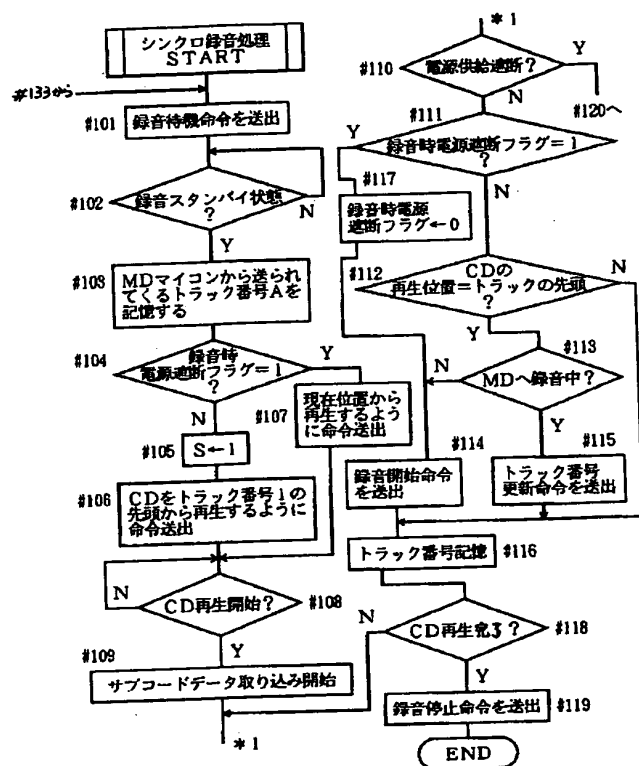 シンクロ録音処理
START
#133から
#101
録音待機命令を送出
#102
録音スタンバイ状態
?
N
Y
#103
MDマイコンから送られ
てくるトラック番号Aを
記憶する
#104
録音時
電源遮断フラグ=1
?
Y
N
#105
S←1
#107
現在位置から
再生するよう
に命令送出
#106
CDをトラック番号1の
先頭から再生するように
命令送出
N
CD再生開始?
#108
Y
#109
サブコードデータ取り込み開始
*1
*1
#110
電源供給遮断?
Y
N
#120へ
#111
Y
録音時電源遮断フラグ=1
?
N
#117
録音時電源
遮断フラグ←0
#112
CDの
再生位置=トラックの先頭
?
N
Y
#113
N
MDへ録音中?
Y
#114
録音開始命令
を送出
#115
トラック番号
更新命令を送出
トラック番号記憶
#116
N
CD再生完了?
#118
Y
録音停止命令を送出
#119
END